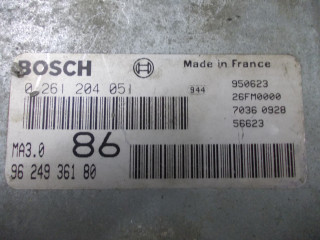 BOSCH Made in France
0 261 204 051 944 950623
26FM0000
7036 0928
56623
MA3.0 86
96 249 361 80